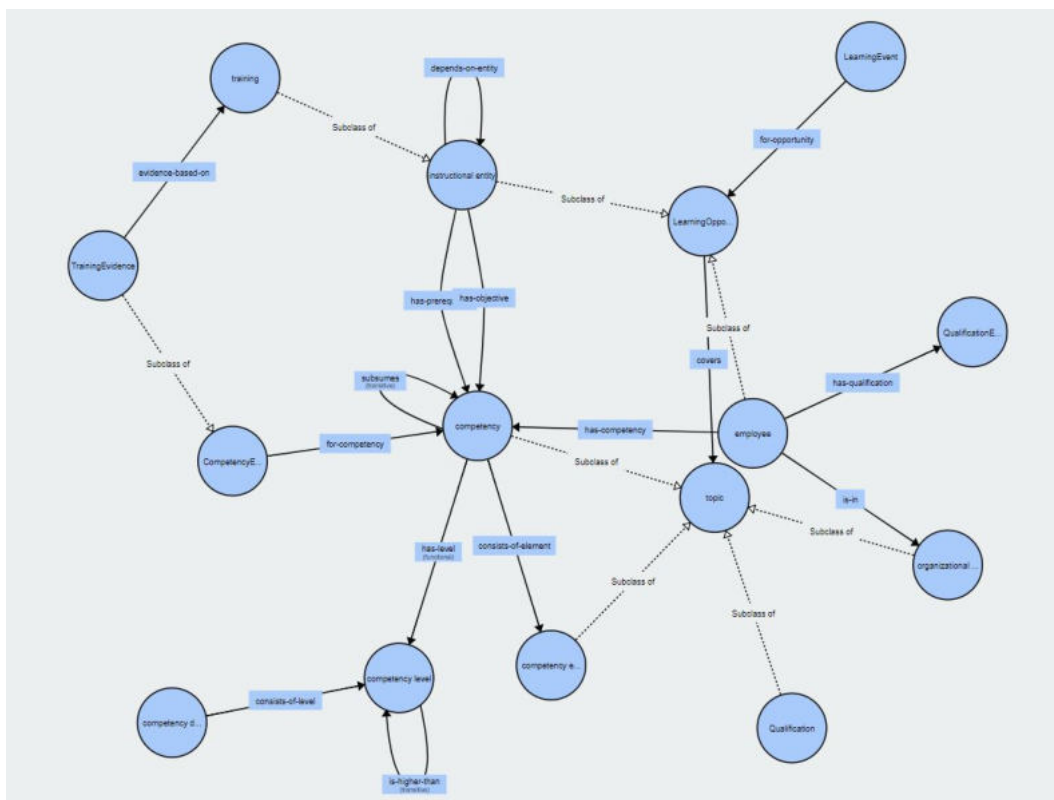 LearningEvent
depends-on-entity
training
Subclass of
for-opportunity
evidence-based-on
instructional entity
Subclass of
LearningOppo...
TrainingEvidence
has-prereq
has-objective
Subclass of
QualificationE...
Subclass of
covers
subsumes
(transitive)
has-qualification
competency
has-competency
employee
for-competency
CompetencyE...
Subclass of
topic
is-in
Subclass of
has-level
(functional)
consists-of-element
organizational ...
Subclass of
Subclass of
competency level
competency e...
consists-of-level
competency d...
Qualification
is-higher-than
(transitive)